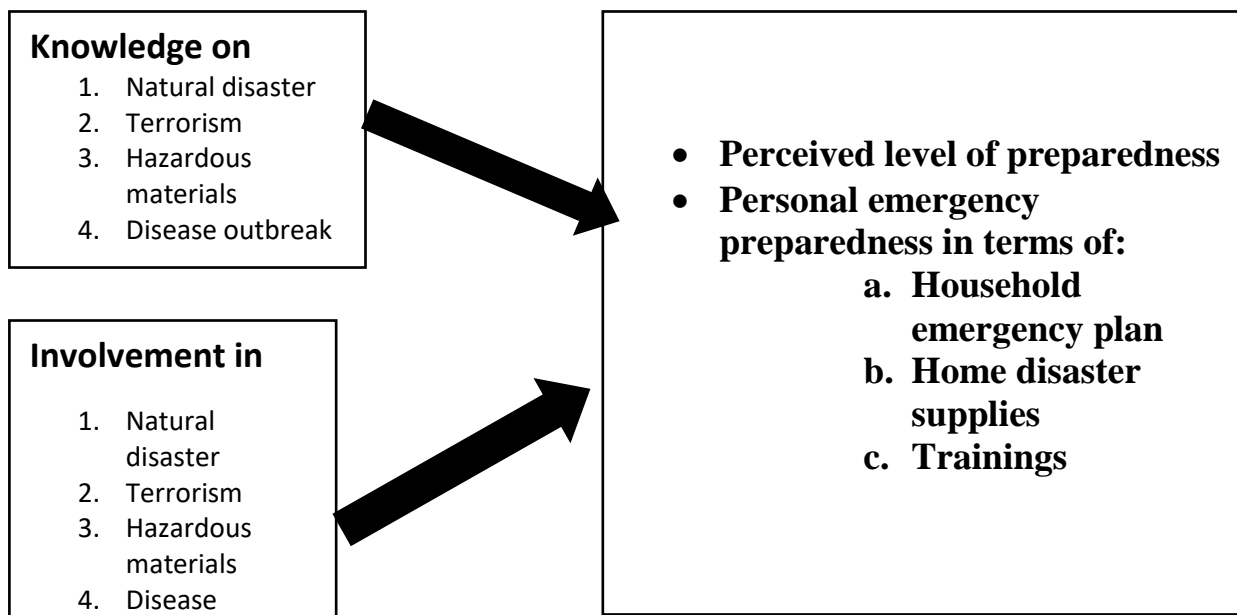 Knowledge on
1. Natural disaster
2. Terrorism
3. Hazardous
materials
4. Disease outbreak
Involvement in
1. Natural
disaster
2. Terrorism
3. Hazardous
materials
4. Disease
• Perceived level of preparedness
• Personal emergency
preparedness in terms of:
a. Household
emergency plan
b. Home disaster
supplies
c. Trainings